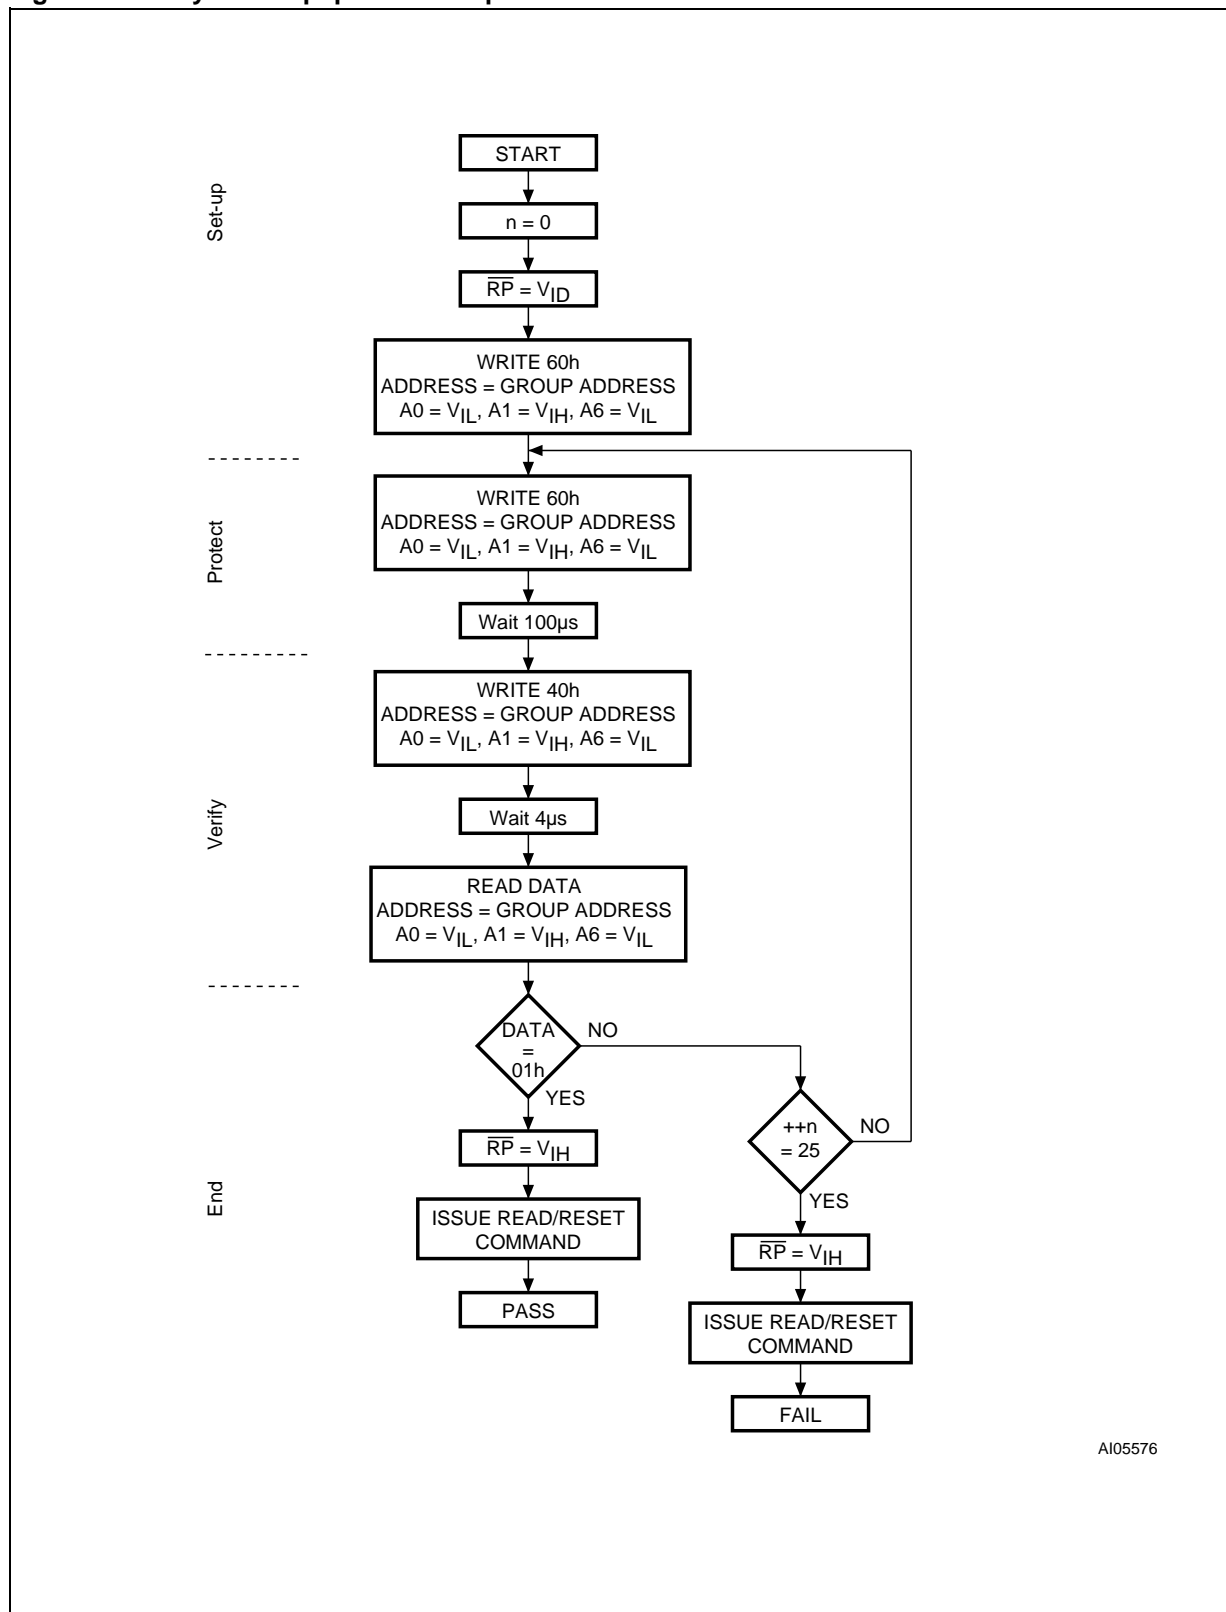 START
Set-up
n = 0
R̅P̅ = VID
WRITE 60h
ADDRESS = GROUP ADDRESS
A0 = VIL, A1 = VIH, A6 = VIL
Protect
WRITE 60h
ADDRESS = GROUP ADDRESS
A0 = VIL, A1 = VIH, A6 = VIL
Wait 100µs
WRITE 40h
ADDRESS = GROUP ADDRESS
A0 = VIL, A1 = VIH, A6 = VIL
Verify
Wait 4µs
READ DATA
ADDRESS = GROUP ADDRESS
A0 = VIL, A1 = VIH, A6 = VIL
DATA
=
01h
NO
YES
++n
= 25
NO
YES
End
R̅P̅ = VIH
ISSUE READ/RESET
COMMAND
PASS
R̅P̅ = VIH
ISSUE READ/RESET
COMMAND
FAIL
AI05576